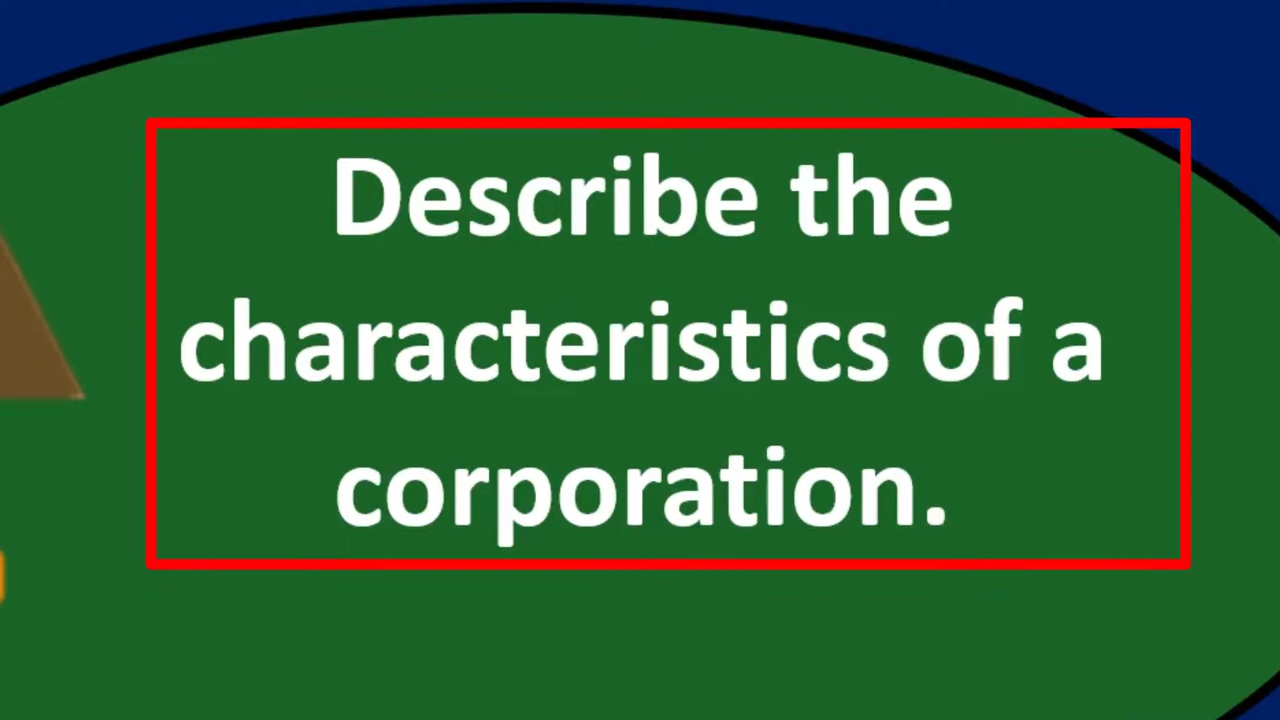 Describe the
characteristics of a
corporation.